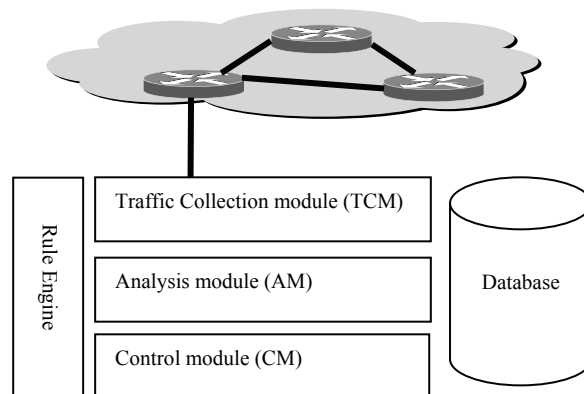 Traffic Collection module (TCM)
Rule Engine
Analysis module (AM)
Database
Control module (CM)